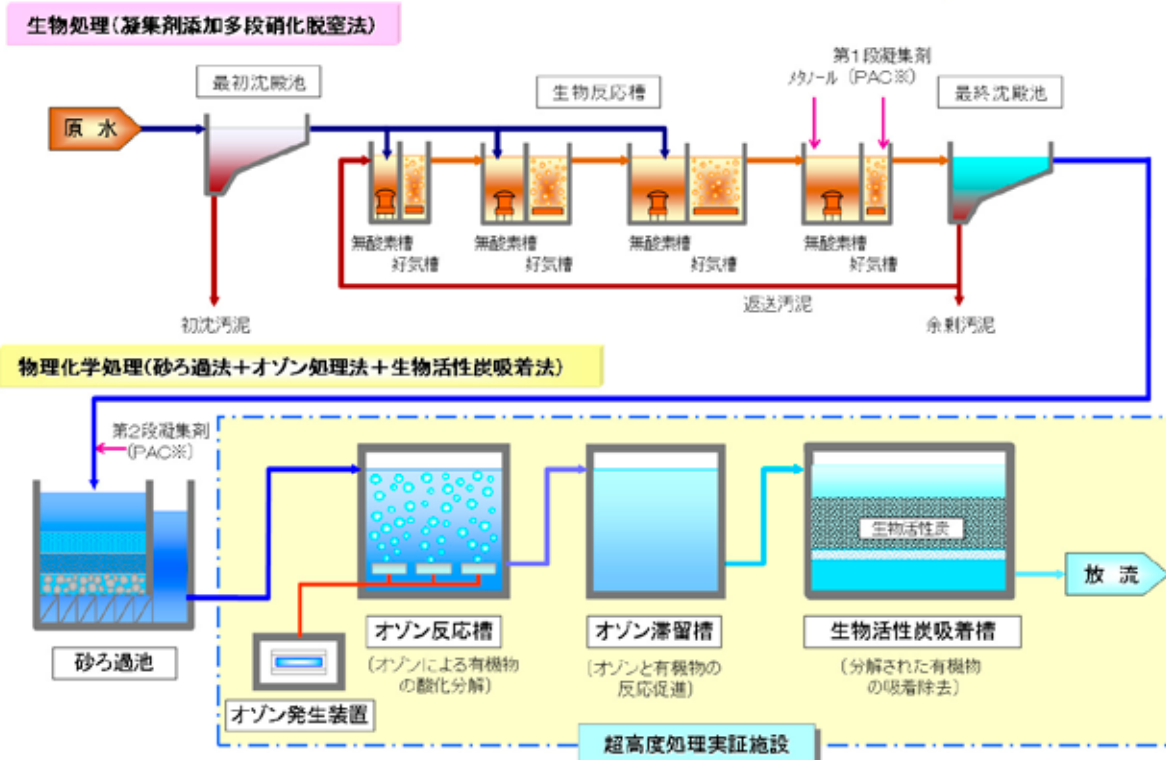 生物処理(凝集剤添加多段硝化脱窒法)
最初沈殿池
生物反応槽
第1段凝集剤
メタノール (PAC※)
最終沈殿池
原 水
無酸素槽
好気槽
無酸素槽
好気槽
無酸素槽
好気槽
無酸素槽
好気槽
返送汚泥
初沈汚泥
余剰汚泥
物理化学処理(砂ろ過法+オゾン処理法+生物活性炭吸着法)
第2段凝集剤
(PAC※)
生物活性炭
放 流
砂ろ過池
オゾン反応槽
(オゾンによる有機物
の酸化分解)
オゾン滞留槽
(オゾンと有機物の
反応促進)
生物活性炭吸着槽
(分解された有機物
の吸着除去)
オゾン発生装置
超高度処理実証施設